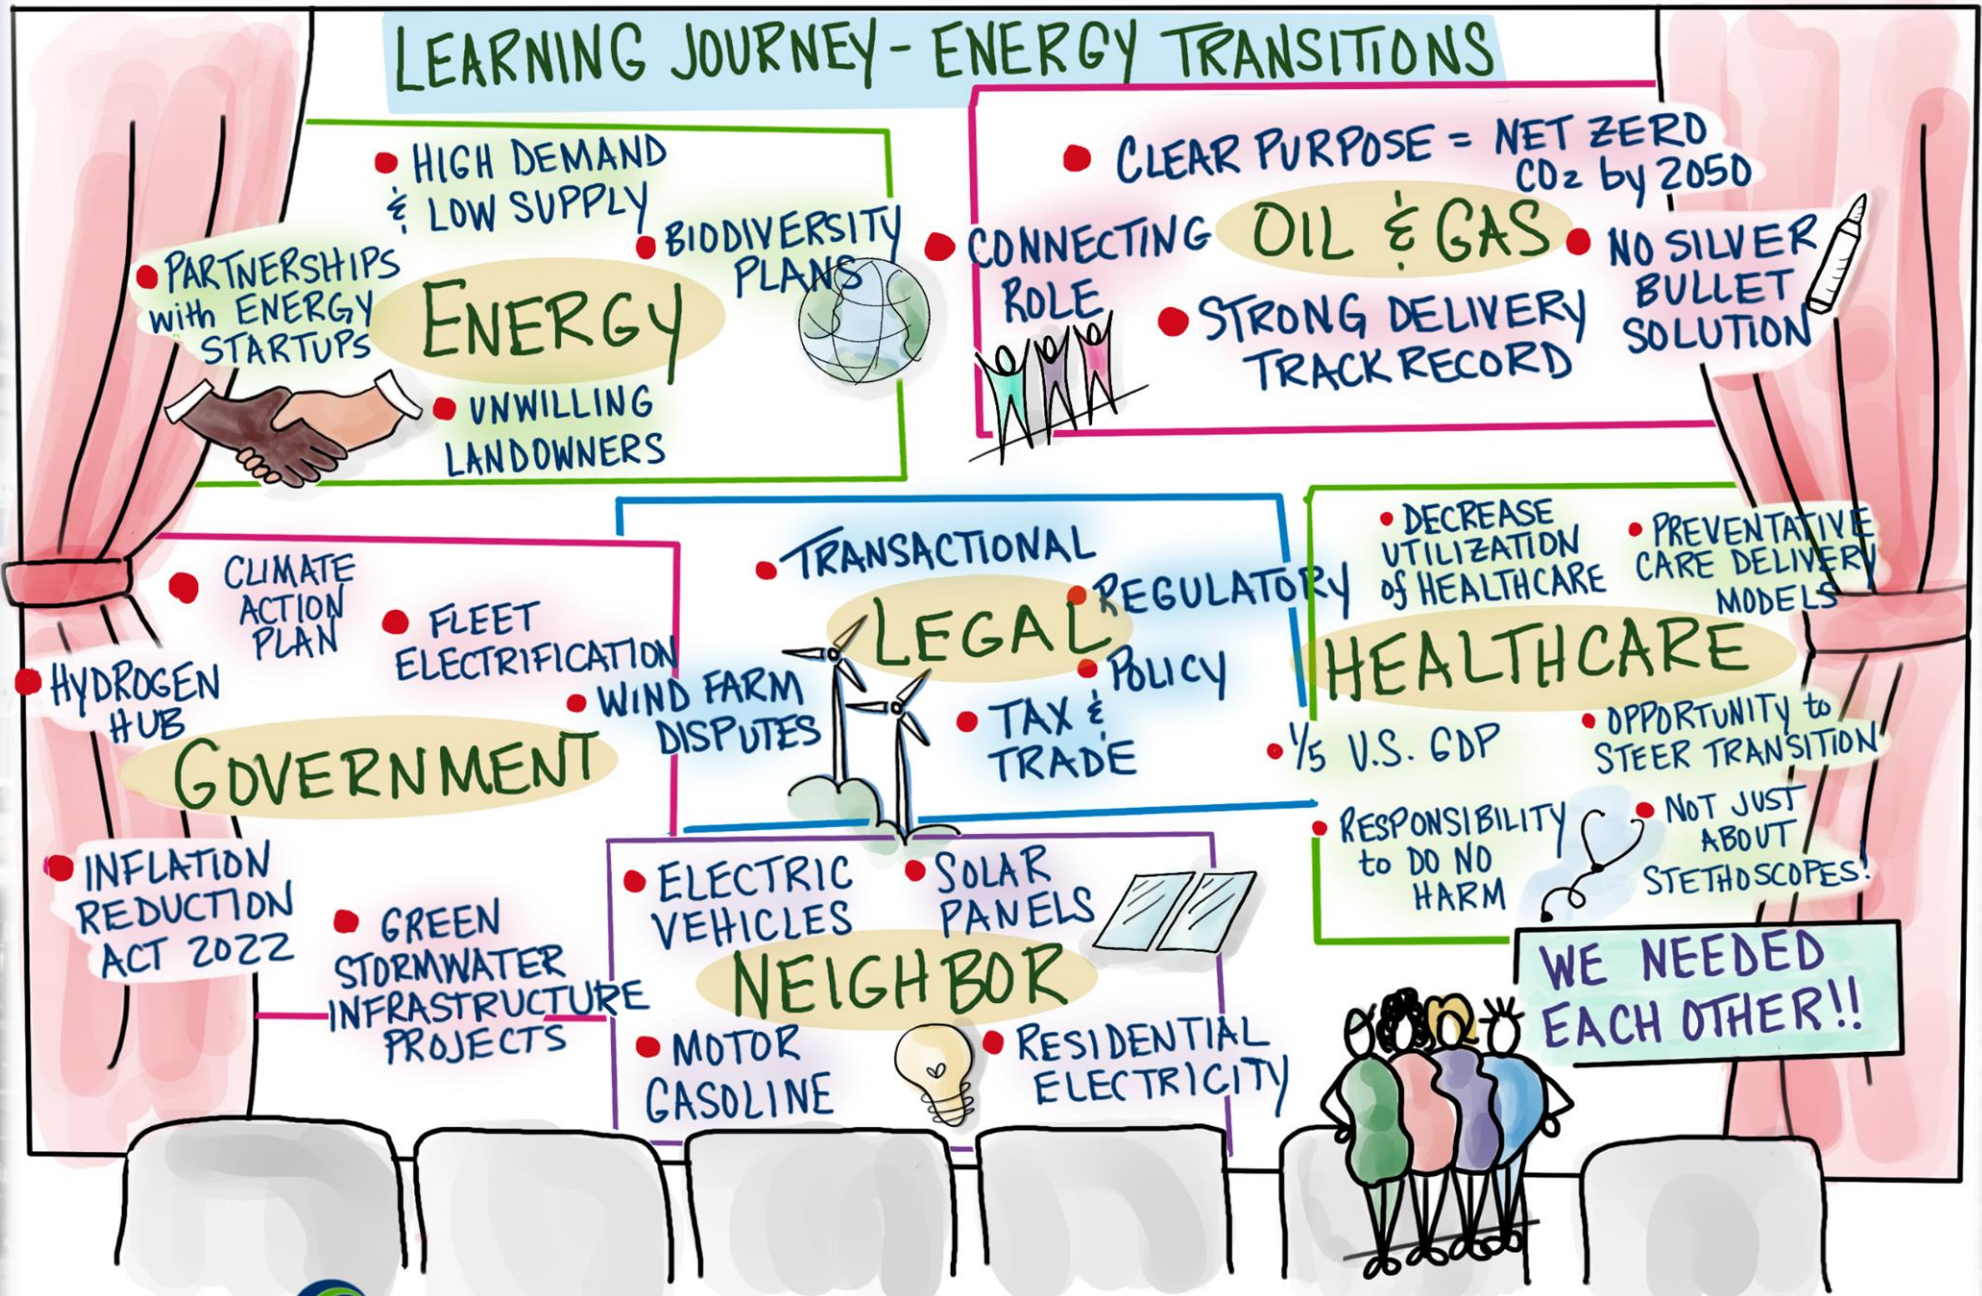 LEARNING JOURNEY - ENERGY TRANSITIONS
• HIGH DEMAND
& LOW SUPPLY
• BIODIVERSITY
PLANS
• PARTNERSHIPS
with ENERGY
STARTUPS
ENERGY
• UNWILLING
LANDOWNERS
• CLEAR PURPOSE = NET ZERO
CO2 by 2050
• CONNECTING
ROLE
OIL & GAS
• NO SILVER
BULLET
SOLUTION
• STRONG DELIVERY
TRACK RECORD
• CLIMATE
ACTION
PLAN
• FLEET
ELECTRIFICATION
• HYDROGEN
HUB
GOVERNMENT
• INFLATION
REDUCTION
ACT 2022
• GREEN
STORMWATER
INFRASTRUCTURE
PROJECTS
• TRANSACTIONAL
• REGULATORY
LEGAL
• POLICY
• WIND FARM
DISPUTES
• TAX &
TRADE
• DECREASE
UTILIZATION
of HEALTHCARE
• PREVENTATIVE
CARE DELIVERY
MODELS
HEALTHCARE
• 1/5 U.S. GDP
• OPPORTUNITY to
STEER TRANSITION
• RESPONSIBILITY
to DO NO
HARM
• NOT JUST
ABOUT
STETHOSCOPES!
• ELECTRIC
VEHICLES
• SOLAR
PANELS
NEIGHBOR
• MOTOR
GASOLINE
• RESIDENTIAL
ELECTRICITY
WE NEEDED
EACH OTHER!!